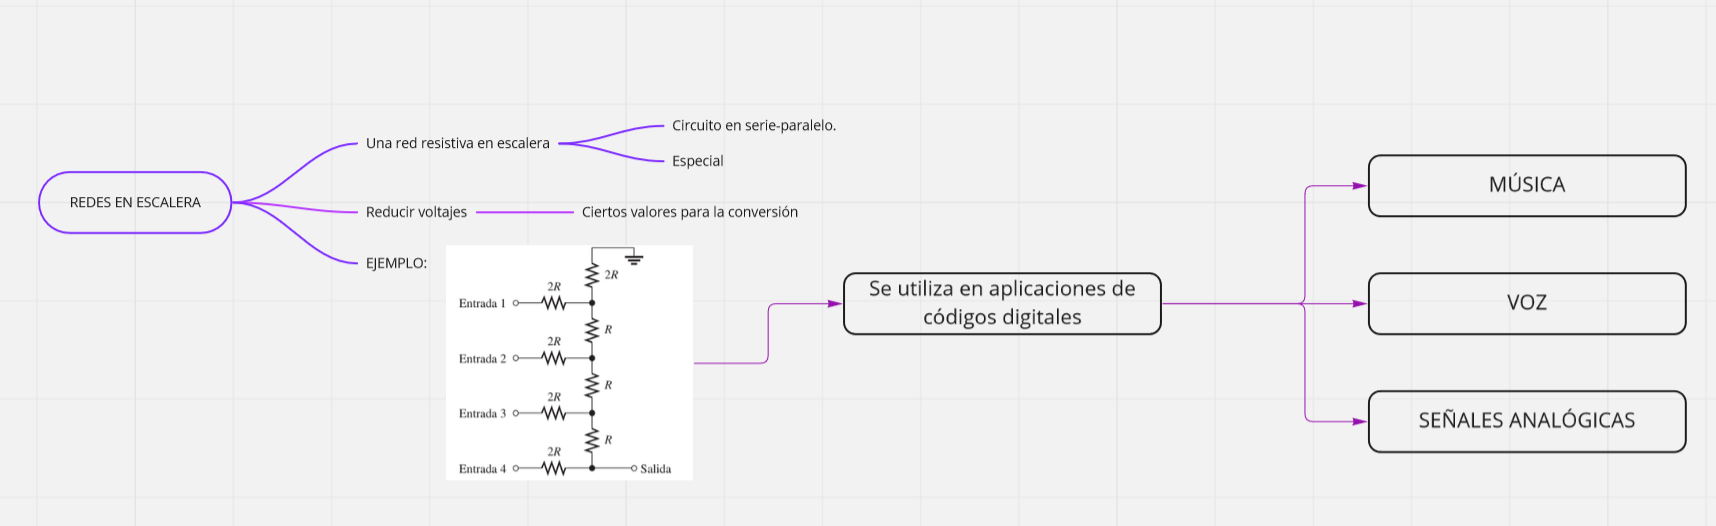 REDES EN ESCALERA
Una red resistiva en escalera
Circuito en serie-paralelo.
Especial
Reducir voltajes
Ciertos valores para la conversión
EJEMPLO:
2R
2R
Entrada 1
R
2R
Entrada 2
R
2R
Entrada 3
R
2R
Entrada 4
Salida
Se utiliza en aplicaciones de
códigos digitales
MÚSICA
VOZ
SEÑALES ANALÓGICAS